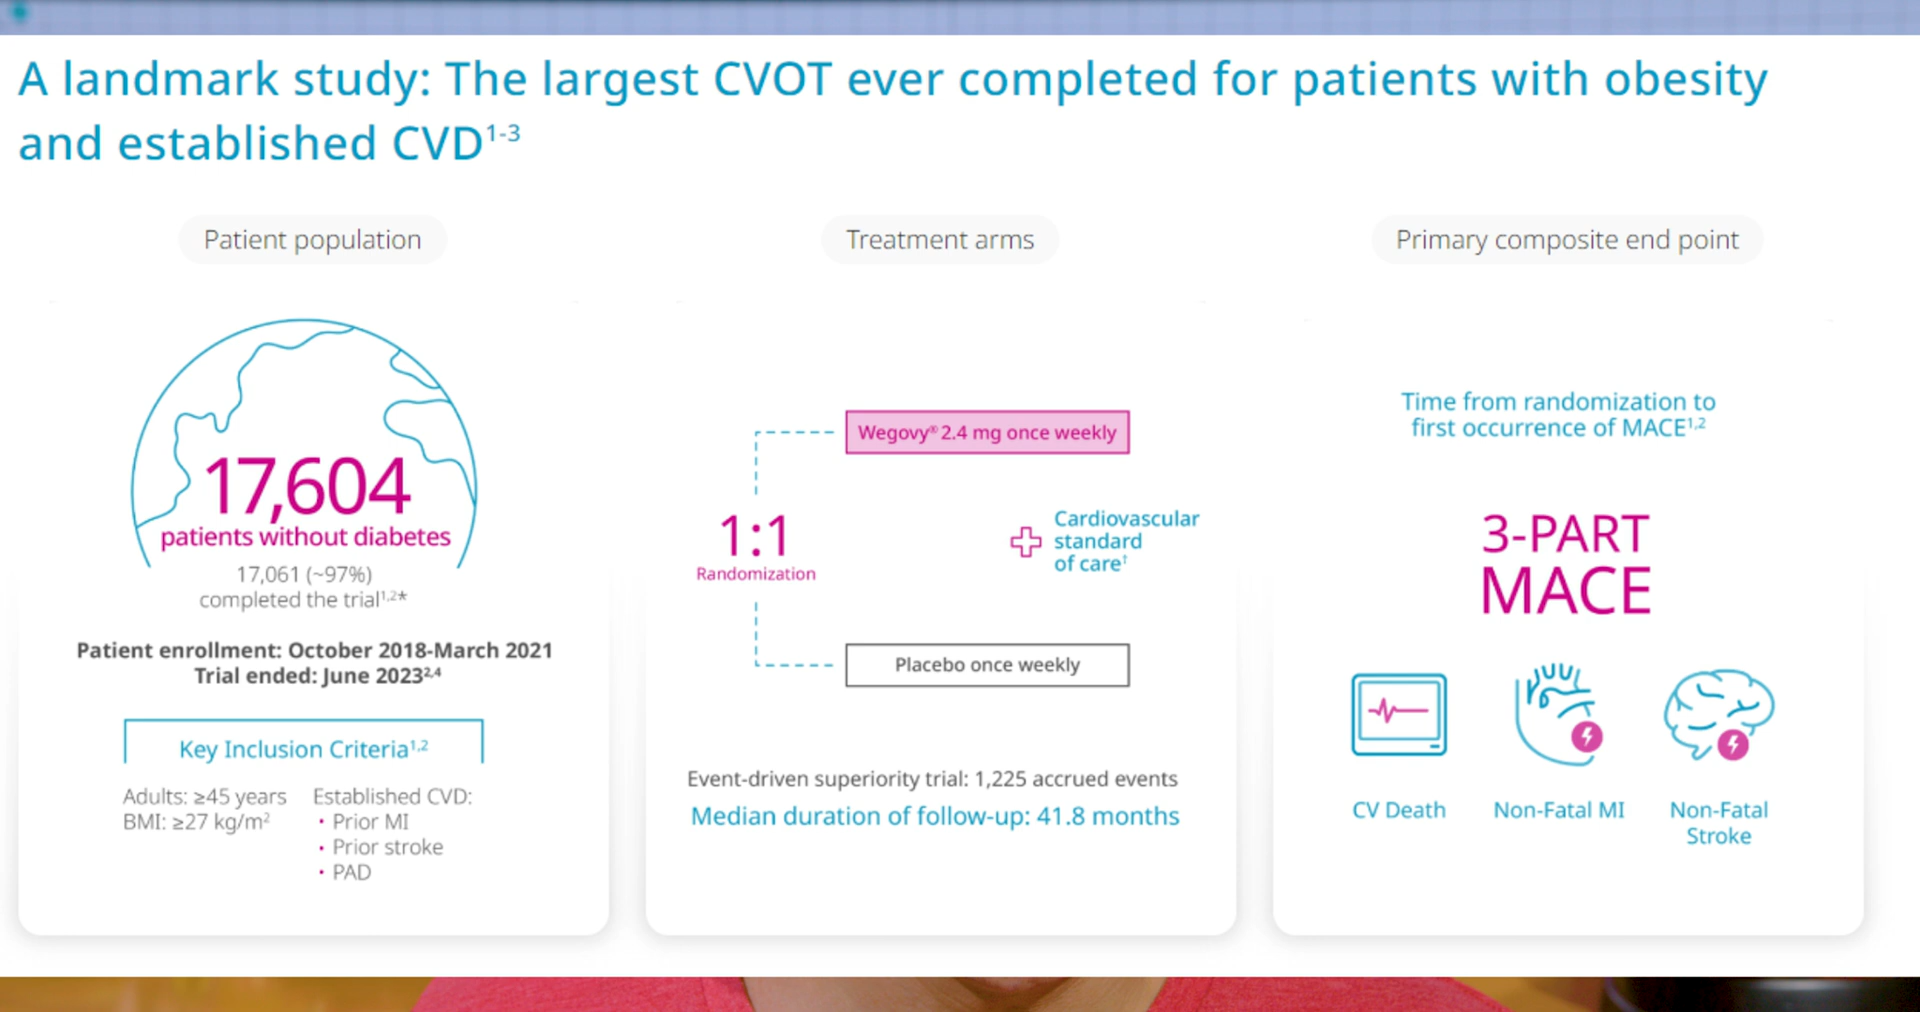 A landmark study: The largest CVOT ever completed for patients with obesity
and established CVD1-3
Patient population
17,604
patients without diabetes
17,061 (~97%)
completed the trial1,2*
Patient enrollment: October 2018-March 2021
Trial ended: June 20232,4
Key Inclusion Criteria1,2
Adults: ≥45 years
BMI: ≥27 kg/m2
Established CVD:
• Prior MI
• Prior stroke
• PAD
Treatment arms
Wegovy® 2.4 mg once weekly
1:1
Randomization
Cardiovascular
standard
of care†
Placebo once weekly
Event-driven superiority trial: 1,225 accrued events
Median duration of follow-up: 41.8 months
Primary composite end point
Time from randomization to
first occurrence of MACE1,2
3-PART
MACE
CV Death
Non-Fatal MI
Non-Fatal
Stroke